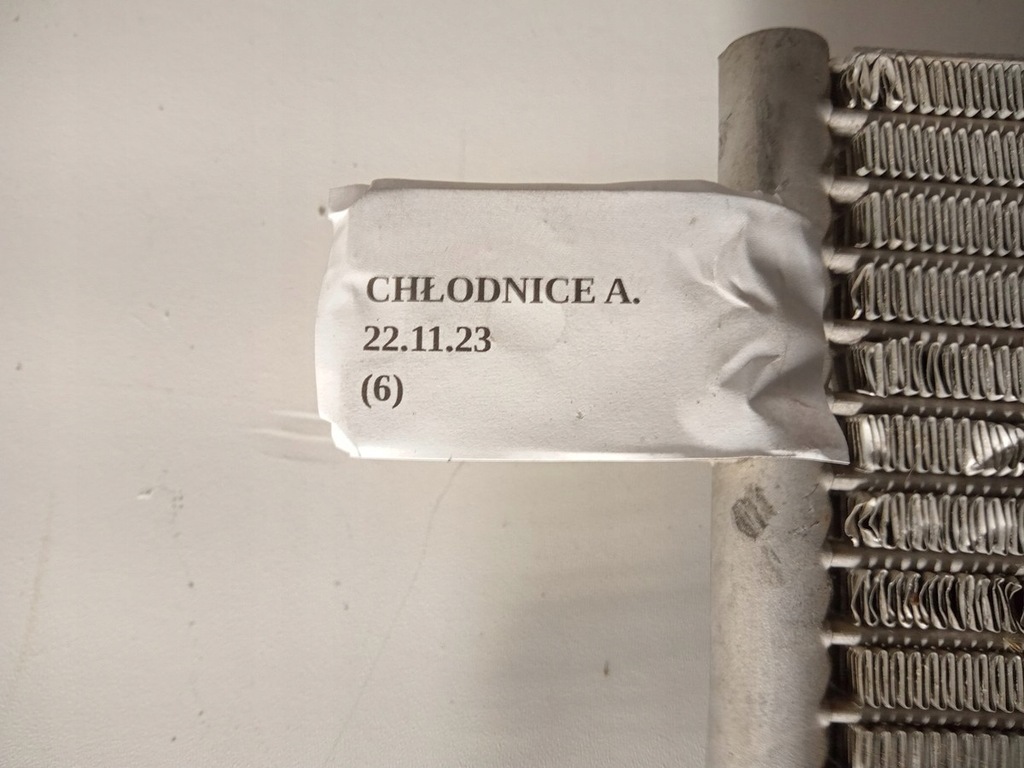 CHŁODNICE A.
22.11.23
(6)